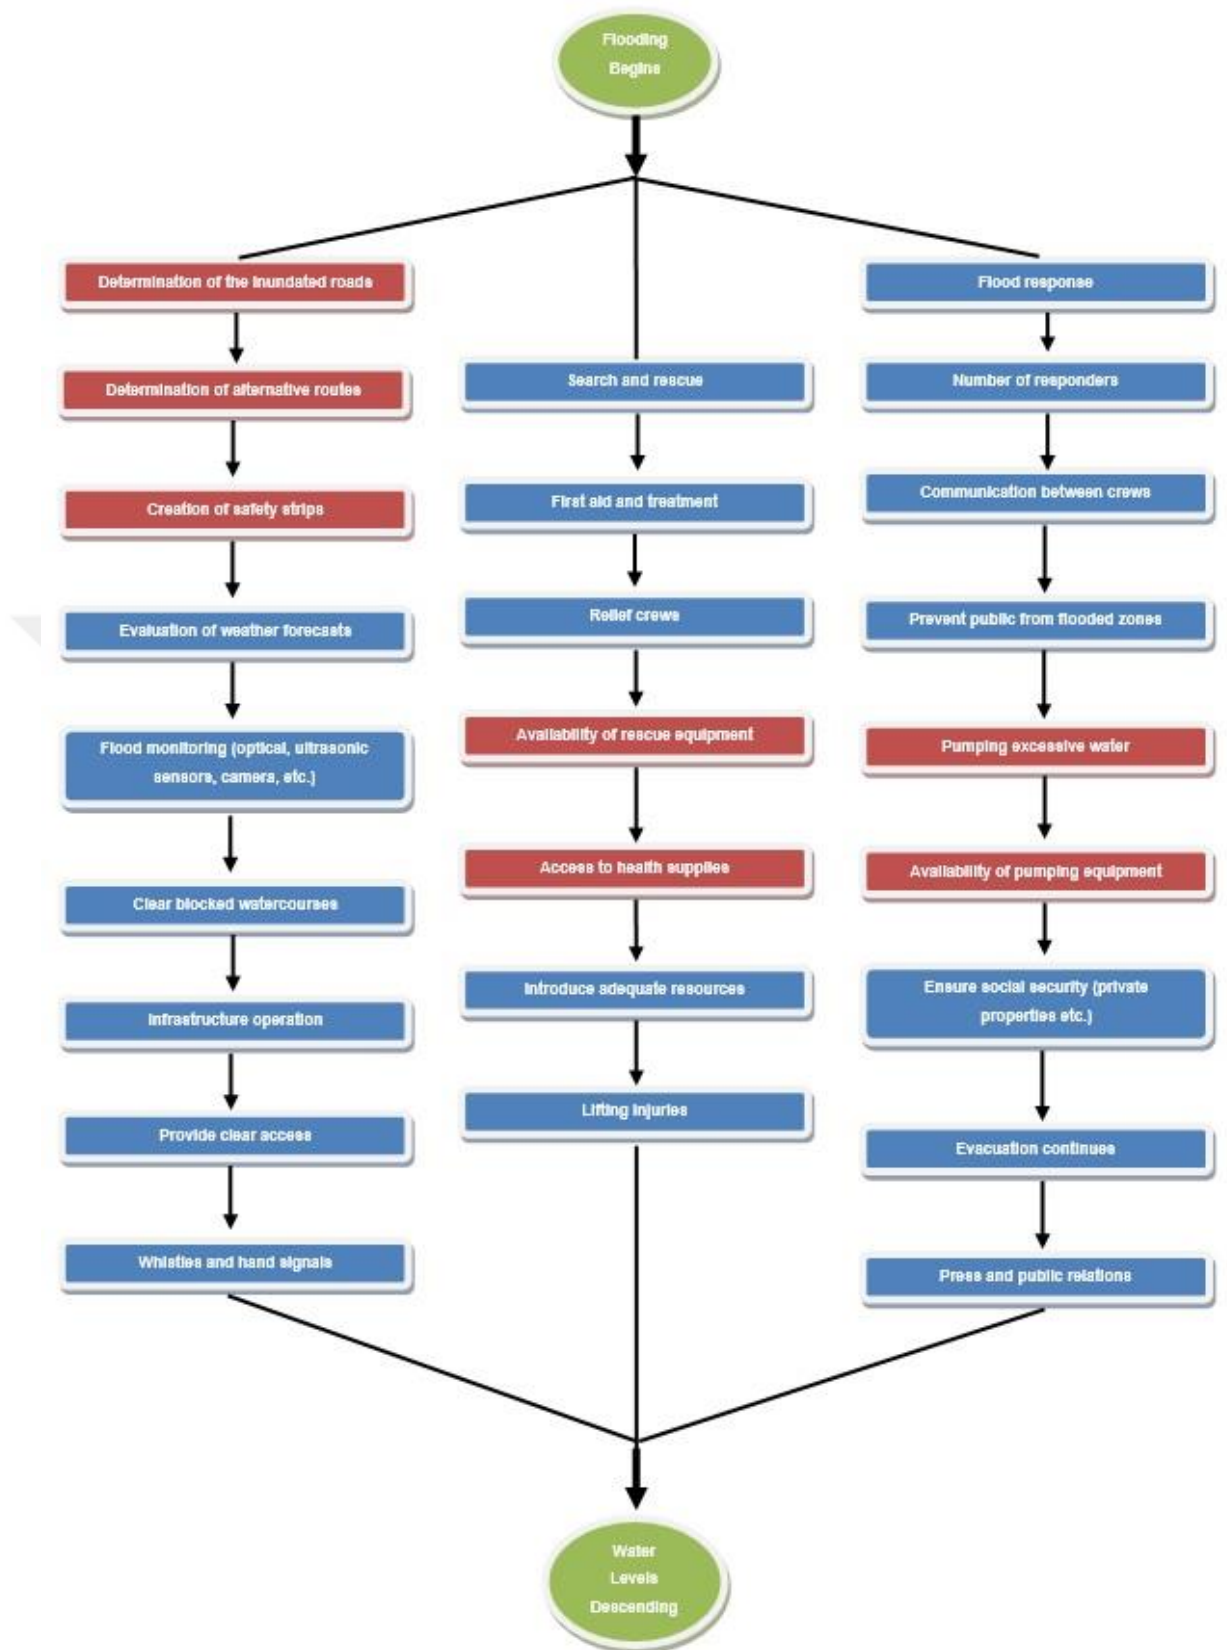 Flooding
Begins
Determination of the inundated roads
Determination of alternative routes
Creation of safety strips
Evaluation of weather forecasts
Flood monitoring (optical, ultrasonic
sensors, camera, etc.)
Clear blocked watercourses
Infrastructure operation
Provide clear access
Whistles and hand signals
Search and rescue
First aid and treatment
Relief crews
Availability of rescue equipment
Access to health supplies
Introduce adequate resources
Lifting injuries
Flood response
Number of responders
Communication between crews
Prevent public from flooded zones
Pumping excessive water
Availability of pumping equipment
Ensure social security (private
properties etc.)
Evacuation continues
Press and public relations
Water
Levels
Descending